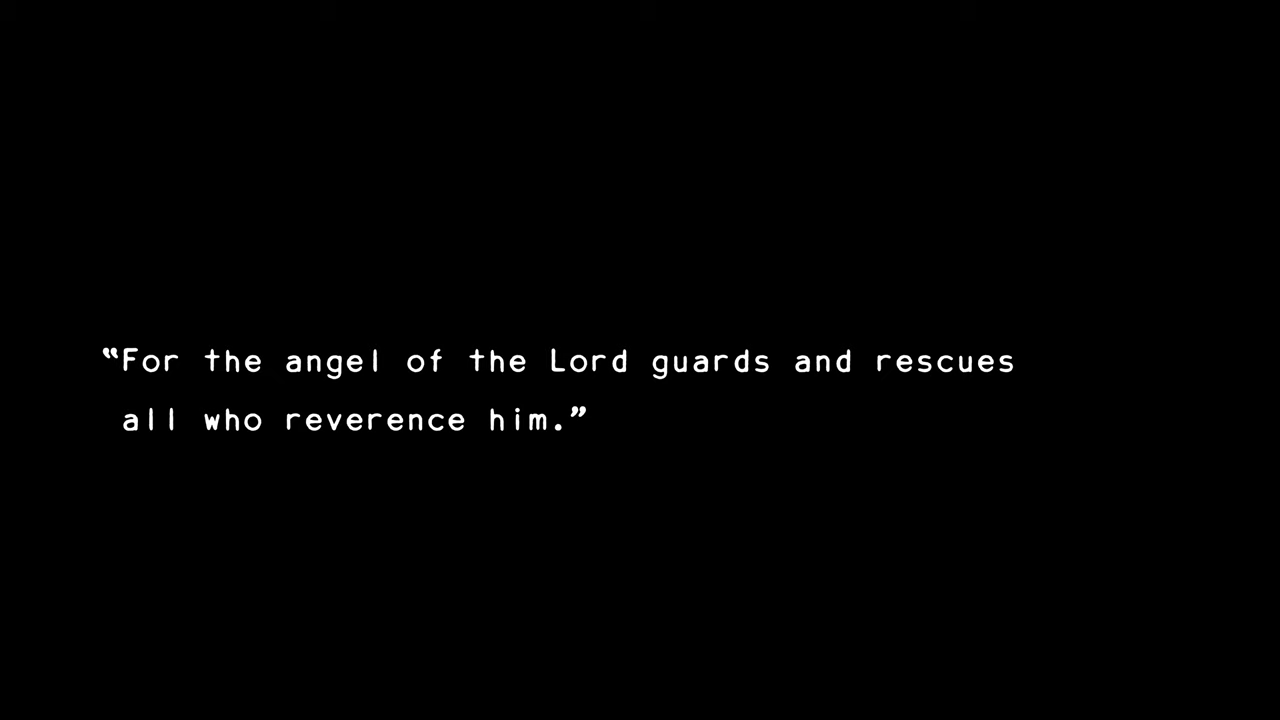 “For the angel of the Lord guards and rescues
all who reverence him.”